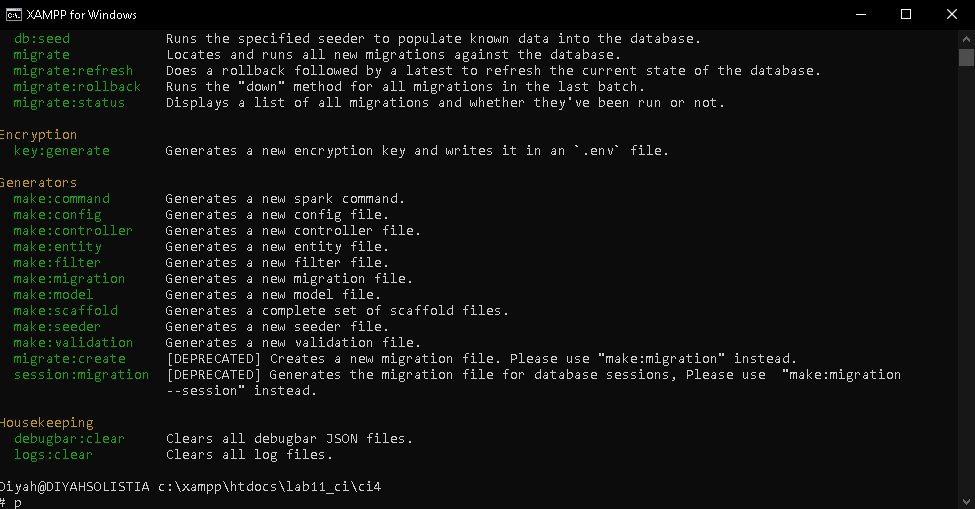 XAMPP for Windows
db:seed Runs the specified seeder to populate known data into the database.
migrate Locates and runs all new migrations against the database.
migrate:refresh Does a rollback followed by a latest to refresh the current state of the database.
migrate:rollback Runs the "down" method for all migrations in the last batch.
migrate:status Displays a list of all migrations and whether they've been run or not.
Encryption
key:generate Generates a new encryption key and writes it in an `.env` file.
Generators
make:command Generates a new spark command.
make:config Generates a new config file.
make:controller Generates a new controller file.
make:entity Generates a new entity file.
make:filter Generates a new filter file.
make:migration Generates a new migration file.
make:model Generates a new model file.
make:scaffold Generates a complete set of scaffold files.
make:seeder Generates a new seeder file.
make:validation Generates a new validation file.
migrate:create [DEPRECATED] Creates a new migration file. Please use "make:migration" instead.
session:migration [DEPRECATED] Generates the migration file for database sessions, Please use "make:migration
--session" instead.
Housekeeping
debugbar:clear Clears all debugbar JSON files.
logs:clear Clears all log files.
Diyah@DIYAHSOLISTIA c:\xampp\htdocs\lab11_ci\ci4
# p